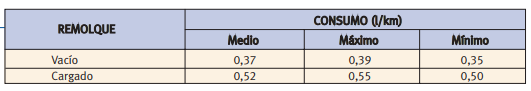 REMOLQUE CONSUMO (l/km)
Medio Máximo Mínimo
Vacío 0,37 0,39 0,35
Cargado 0,52 0,55 0,50